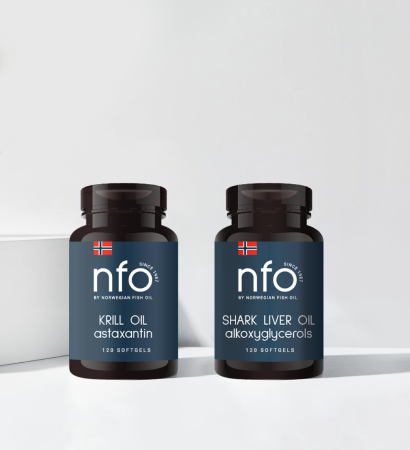 nfo
SINCE 1987
BY NORWEGIAN FISH OIL
KRILL OIL
astaxantin
120 SOFTGELS
nfo
SINCE 1987
BY NORWEGIAN FISH OIL
SHARK LIVER OIL
alkoxyglycerols
120 SOFTGELS